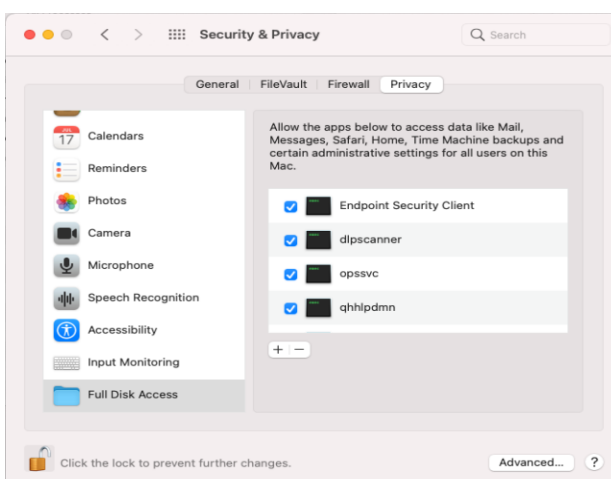 Security & Privacy
Search
General
FileVault
Firewall
Privacy
JUL
17
Calendars
Reminders
Photos
Camera
Microphone
Speech Recognition
Accessibility
Input Monitoring
Full Disk Access
Allow the apps below to access data like Mail,
Messages, Safari, Home, Time Machine backups and
certain administrative settings for all users on this
Mac.
Endpoint Security Client
dlpscanner
opssvc
qhhlpdmn
+ −
Click the lock to prevent further changes.
Advanced...
?